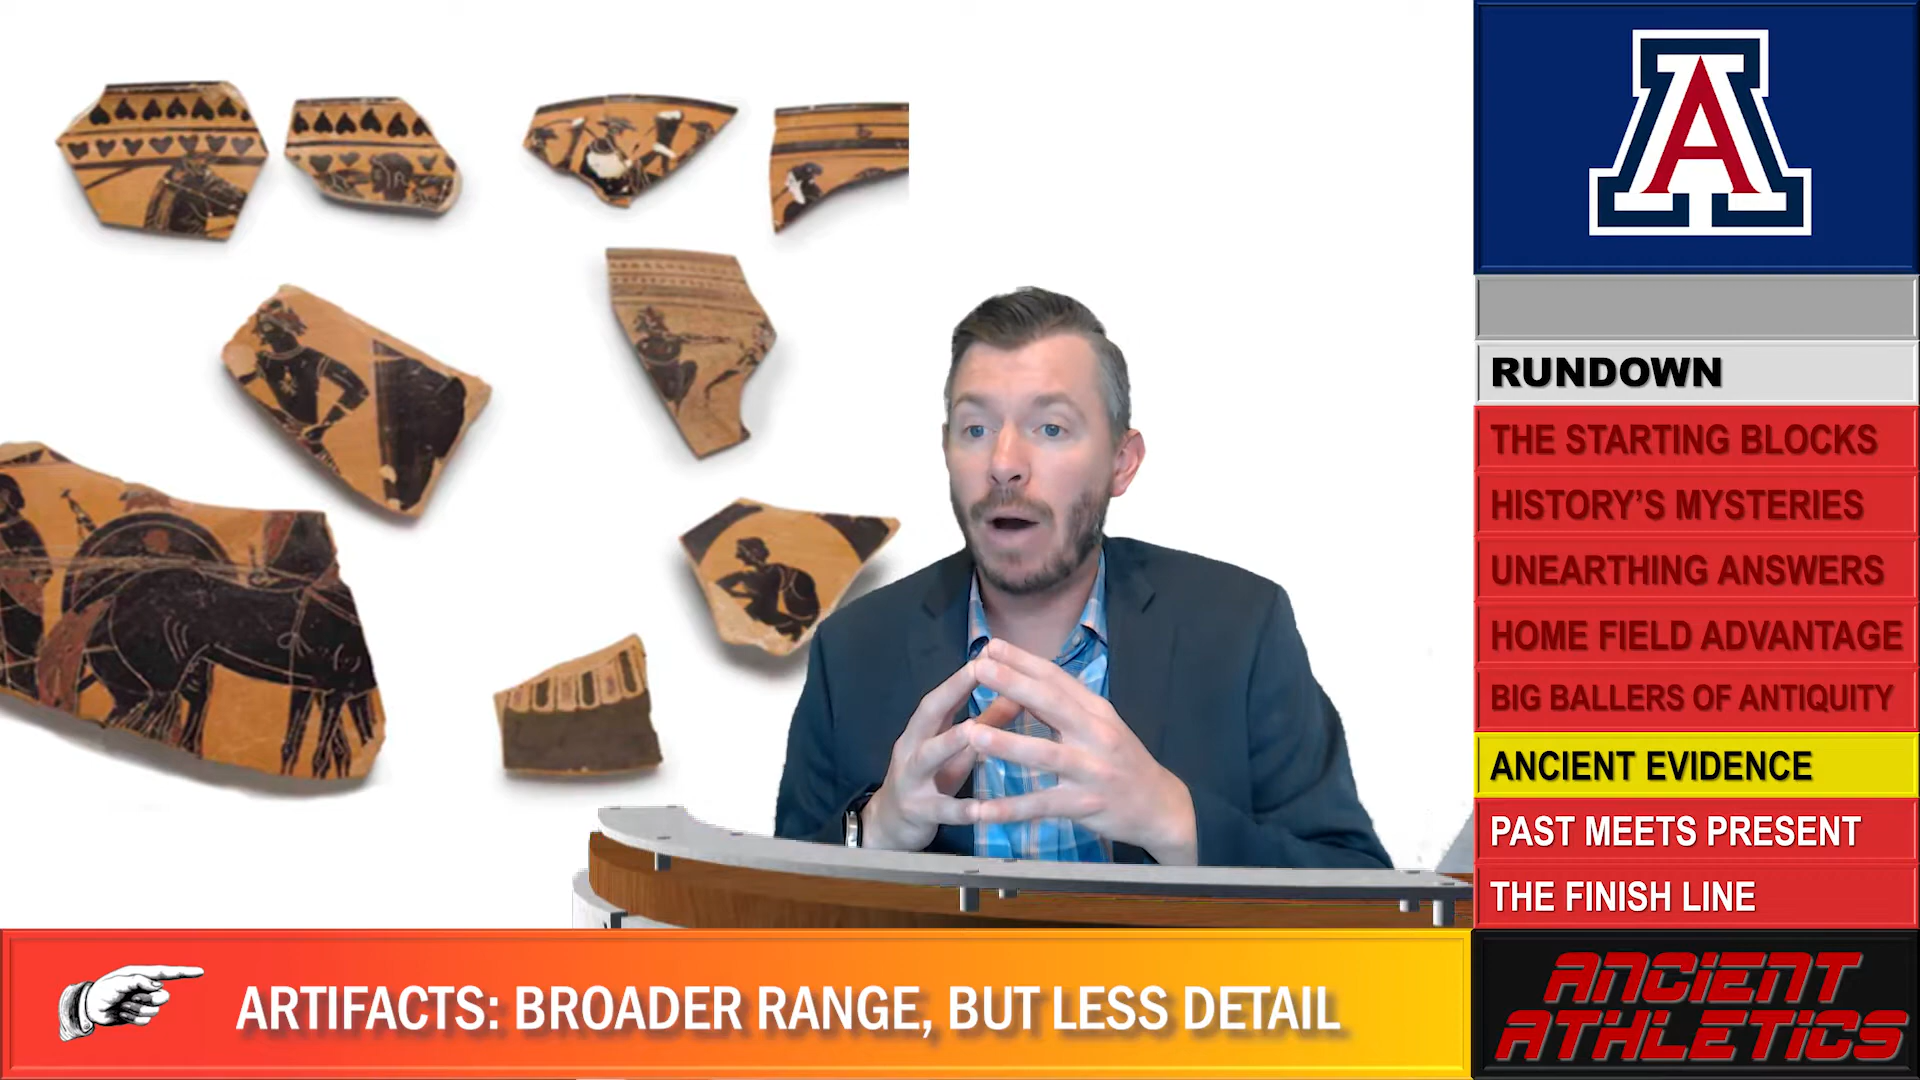 A
RUNDOWN
THE STARTING BLOCKS
HISTORY'S MYSTERIES
UNEARTHING ANSWERS
HOME FIELD ADVANTAGE
BIG BALLERS OF ANTIQUITY
ANCIENT EVIDENCE
PAST MEETS PRESENT
THE FINISH LINE
ARTIFACTS: BROADER RANGE, BUT LESS DETAIL
ANCIENT
ATHLETICS